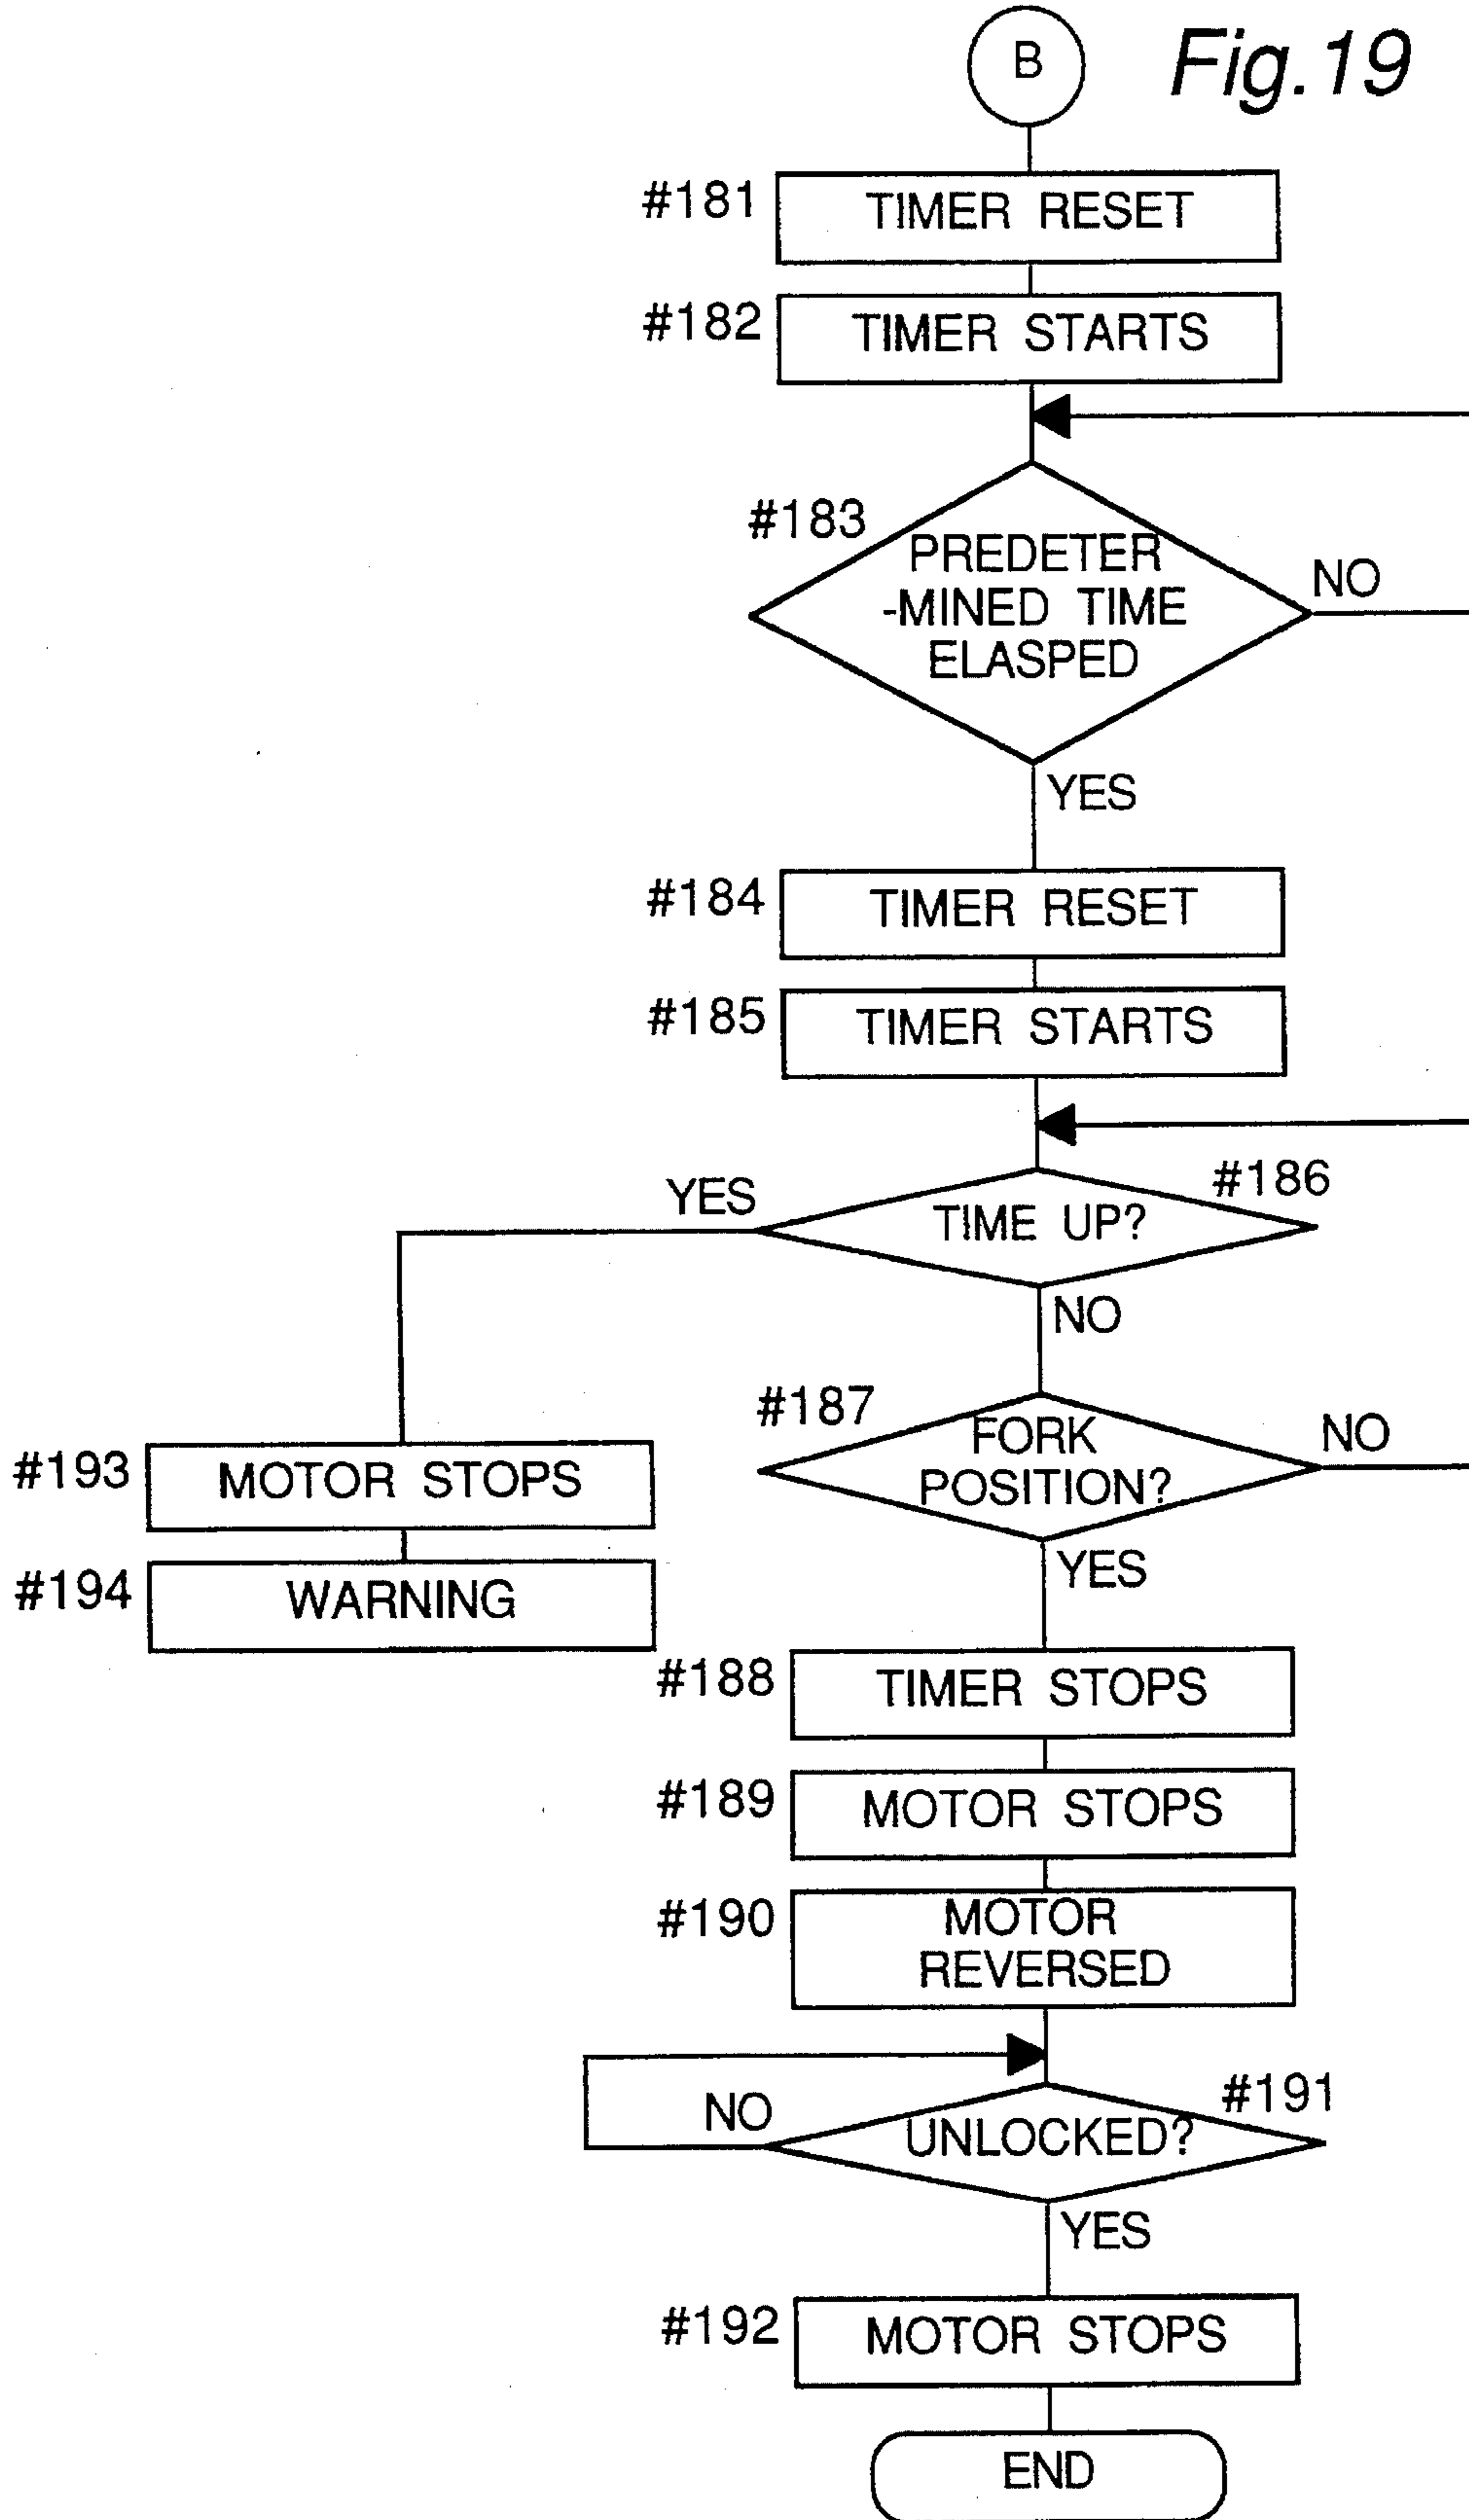 B
Fig.19
#181
TIMER RESET
#182
TIMER STARTS
#183
PREDETER
-MINED TIME
ELASPED
NO
YES
#184
TIMER RESET
#185
TIMER STARTS
YES
#186
TIME UP?
NO
#187
FORK
POSITION?
NO
#193
MOTOR STOPS
YES
#194
WARNING
#188
TIMER STOPS
#189
MOTOR STOPS
#190
MOTOR
REVERSED
NO
#191
UNLOCKED?
YES
#192
MOTOR STOPS
END